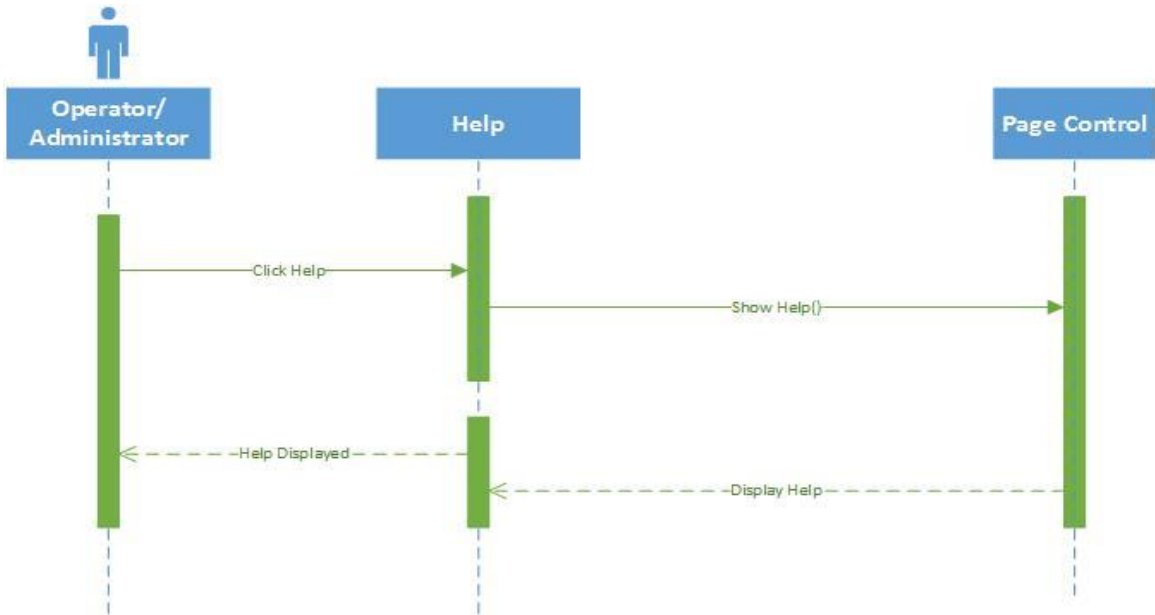 Operator/
Administrator
Help
Page Control
Click Help
Show Help()
Help Displayed
Display Help